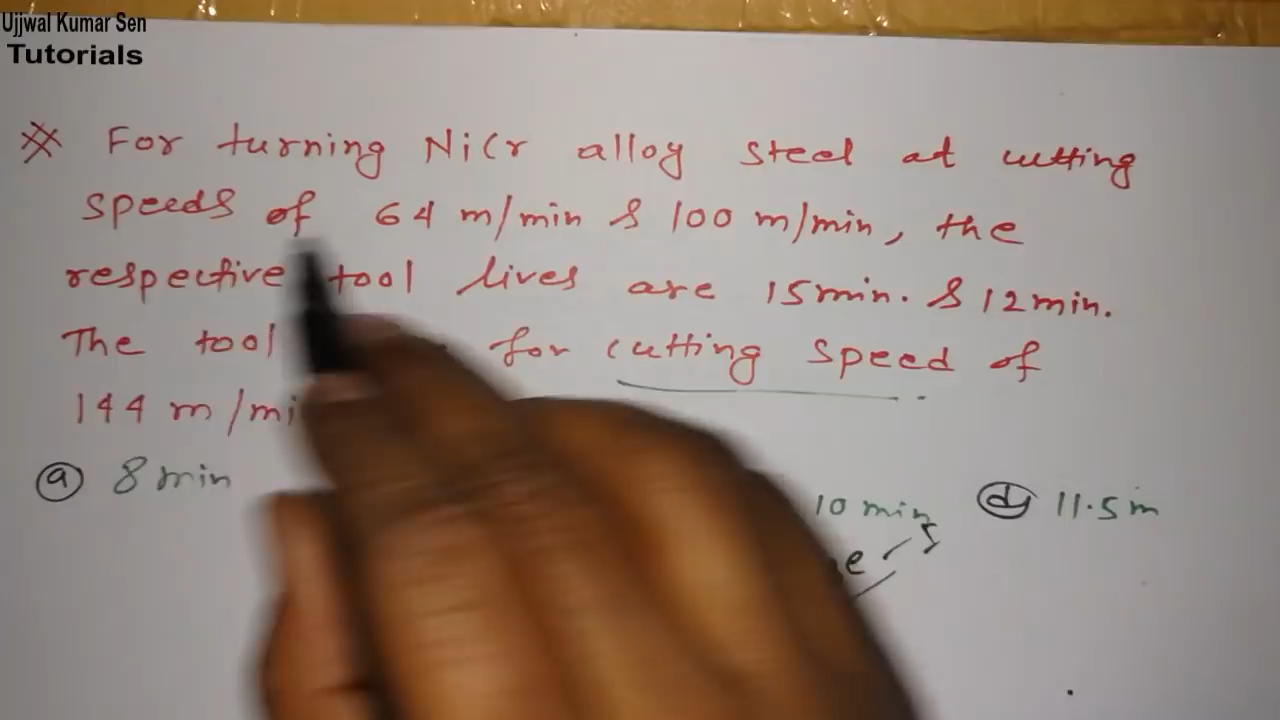 Ujjwal Kumar Sen
Tutorials
※ For turning NiCr alloy steel at cutting
speeds of 64 m/min & 100 m/min, the
respective tool lives are 15min. & 12min.
The tool for cutting speed of
144 m/mi
ⓐ 8 min 10 min ⓓ 11.5m